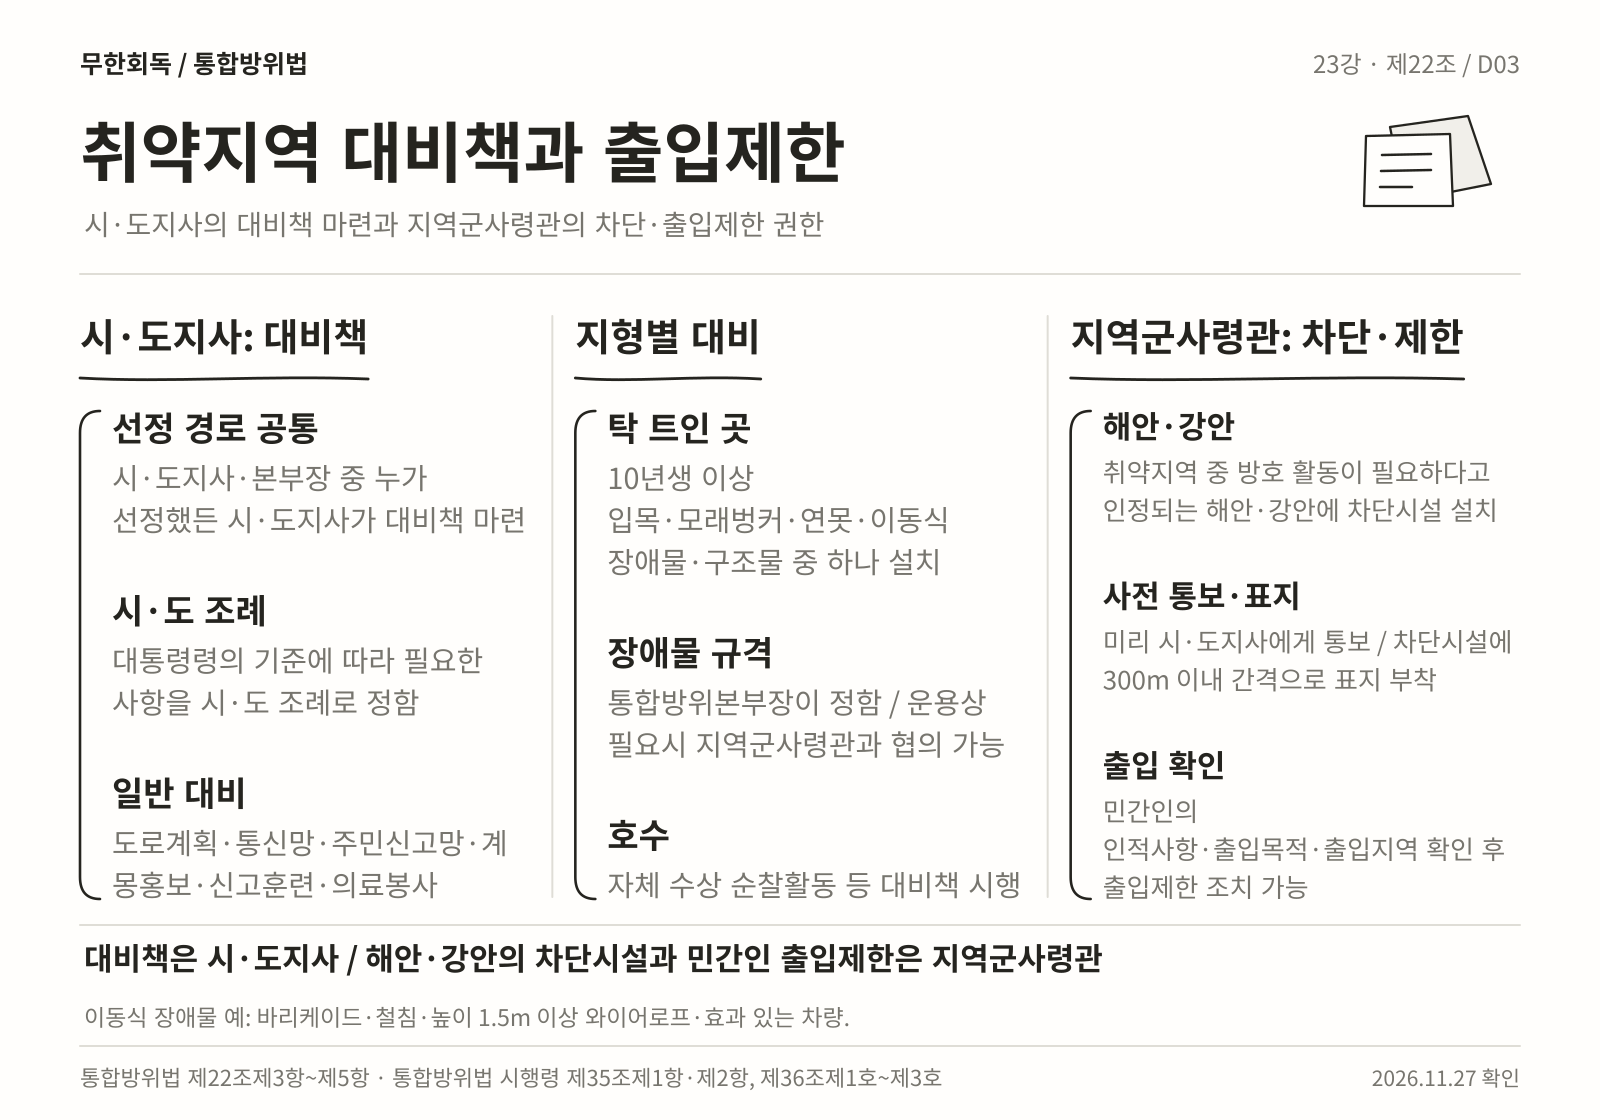 무한회독 / 통합방위법
23강 · 제22조 / D03
취약지역 대비책과 출입제한
시·도지사의 대비책 마련과 지역군사령관의 차단·출입제한 권한
시·도지사: 대비책
선정 경로 공통
시·도지사·본부장 중 누가
선정했든 시·도지사가 대비책 마련
시·도 조례
대통령령의 기준에 따라 필요한
사항을 시·도 조례로 정함
일반 대비
도로계획·통신망·주민신고망·계
몽홍보·신고훈련·의료봉사
지형별 대비
탁 트인 곳
10년생 이상
입목·모래벙커·연못·이동식
장애물·구조물 중 하나 설치
장애물 규격
통합방위본부장이 정함 / 운용상
필요시 지역군사령관과 협의 가능
호수
자체 수상 순찰활동 등 대비책 시행
지역군사령관: 차단·제한
해안·강안
취약지역 중 방호 활동이 필요하다고
인정되는 해안·강안에 차단시설 설치
사전 통보·표지
미리 시·도지사에게 통보 / 차단시설에
300m 이내 간격으로 표지 부착
출입 확인
민간인의
인적사항·출입목적·출입지역 확인 후
출입제한 조치 가능
대비책은 시·도지사 / 해안·강안의 차단시설과 민간인 출입제한은 지역군사령관
이동식 장애물 예: 바리케이드·철침·높이 1.5m 이상 와이어로프·효과 있는 차량.
통합방위법 제22조제3항~제5항 · 통합방위법 시행령 제35조제1항·제2항, 제36조제1호~제3호
2026.11.27 확인